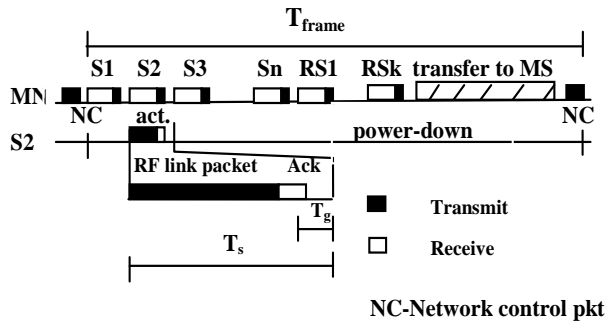 T_frame
S1 S2 S3 Sn RS1 RSk transfer to MS
MN
NC act. NC
S2 power-down
RF link packet Ack
T_g
Transmit
T_s
Receive
NC-Network control pkt